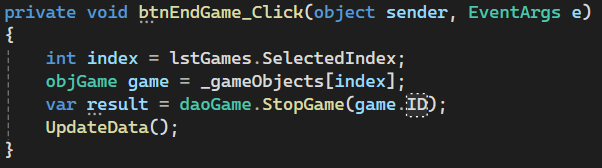 private void btnEndGame_Click(object sender, EventArgs e)
{
    int index = lstGames.SelectedIndex;
    objGame game = _gameObjects[index];
    var result = daoGame.StopGame(game.ID);
    UpdateData();
}